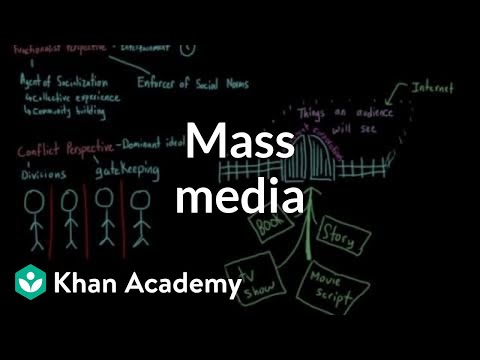 Functionalist Perspective - Entertainment
Agent of Socialization
Enforcer of Social Norms
↳Collective experience
↳Community building
Internet
Things an audience
will see
Conflict Perspective - Dominant ideol
Divisions
gatekeeping
Mass
media
Book
Story
TV
Show
Movie
Script
Khan Academy